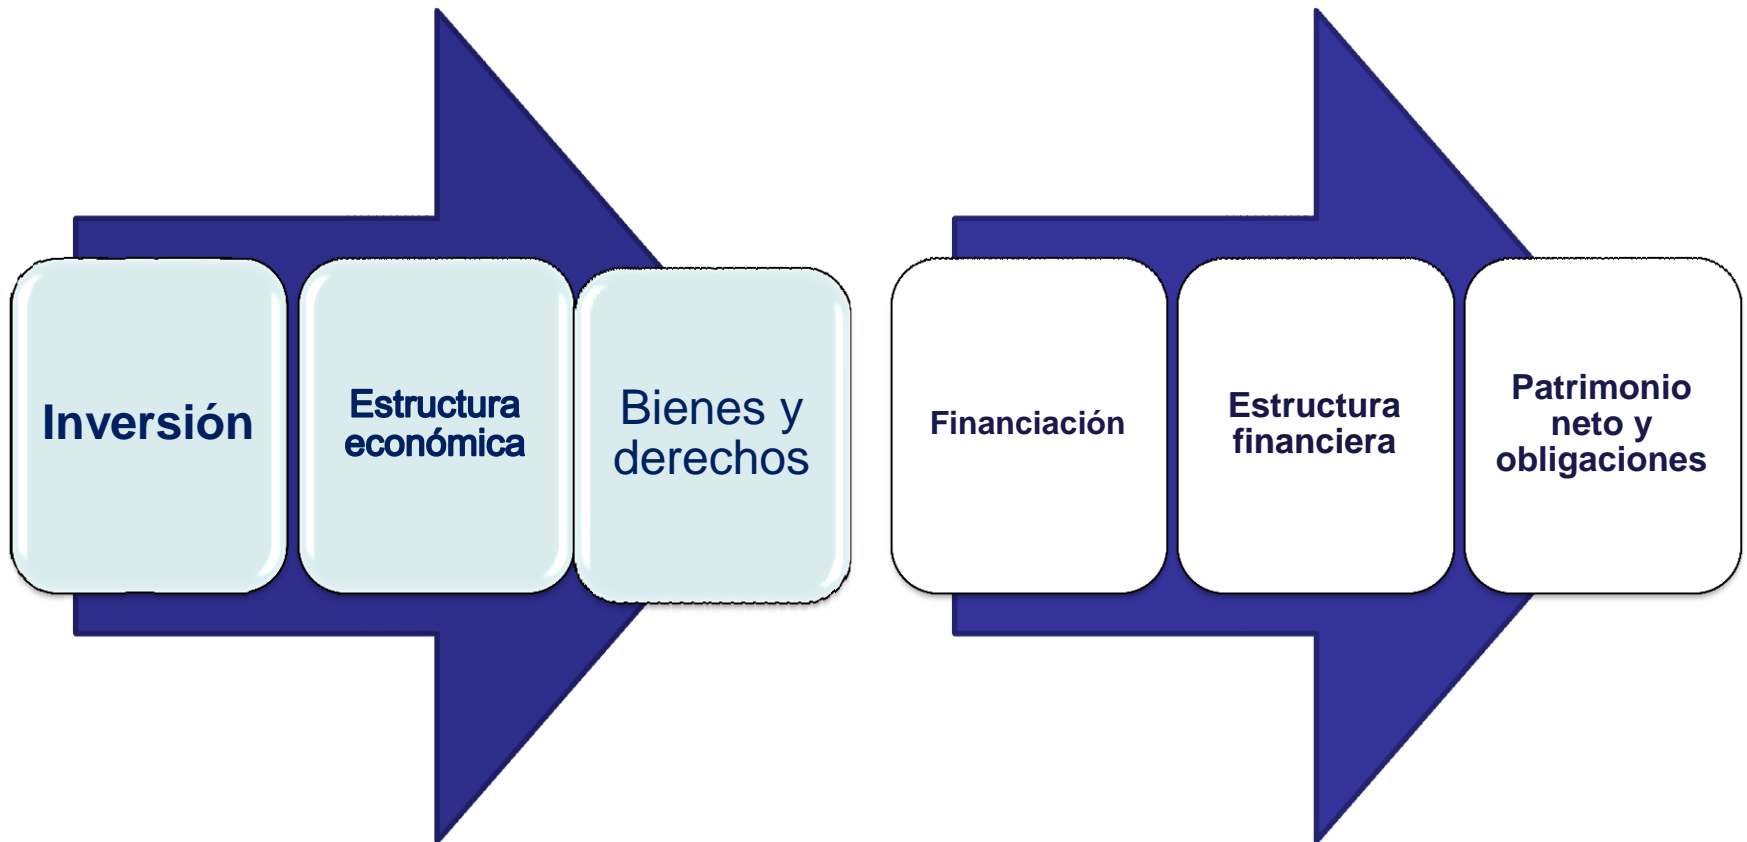 Inversión
Estructura
económica
Bienes y
derechos
Financiación
Estructura
financiera
Patrimonio
neto y
obligaciones